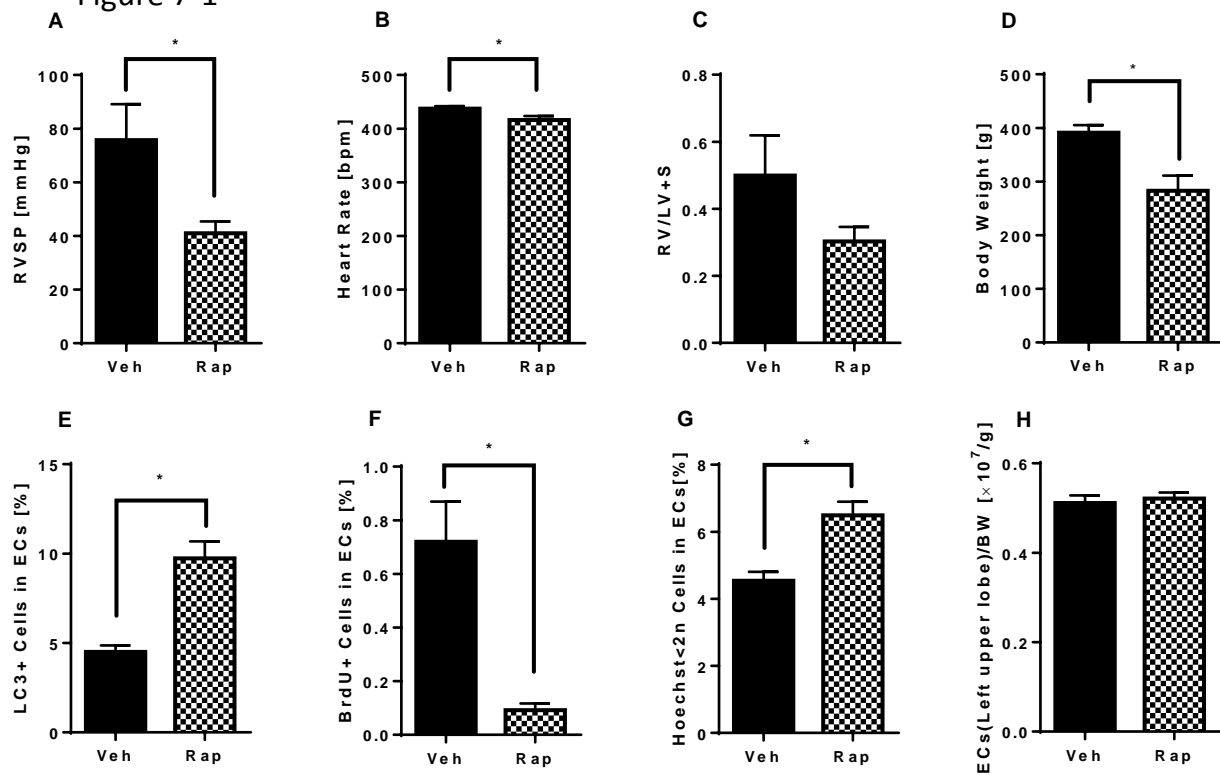 Figure 7-1
A
*
RVSP [mmHg]
100
80
60
40
20
0
Veh Rap
B
*
Heart Rate [bpm]
500
400
300
200
100
0
Veh Rap
C
RV/LV+S
0.8
0.6
0.4
0.2
0.0
Veh Rap
D
*
Body Weight [g]
500
400
300
200
100
0
Veh Rap
E
*
LC3+ Cells in ECs [%]
15
10
5
0
Veh Rap
F
*
BrdU+ Cells in ECs [%]
1.0
0.8
0.6
0.4
0.2
0.0
Veh Rap
G
*
Hoechst<2n Cells in ECs[%]
8
6
4
2
0
Veh Rap
H
ECs(Left upper lobe)/BW [×10⁷/g]
0.6
0.4
0.2
0.0
Veh Rap